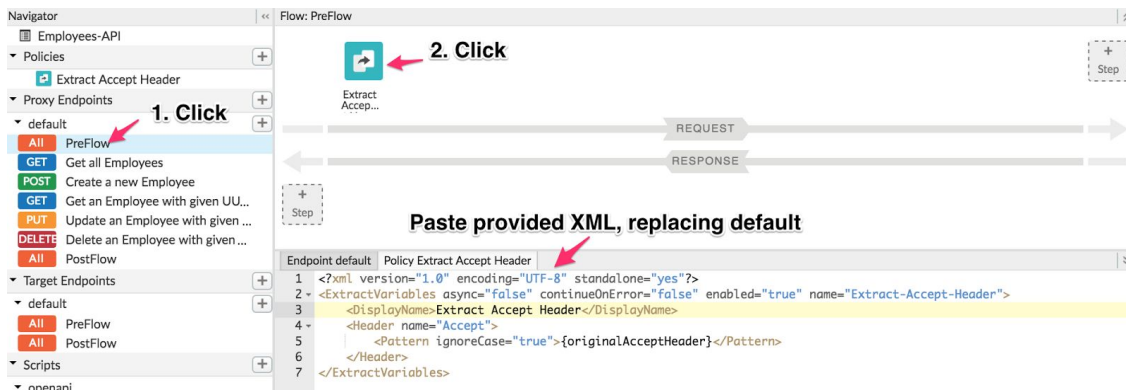 Navigator
Employees-API
Policies
Extract Accept Header
Proxy Endpoints
default
1. Click
All PreFlow
GET Get all Employees
POST Create a new Employee
GET Get an Employee with given UU...
PUT Update an Employee with given ...
DELETE Delete an Employee with given ...
All PostFlow
Target Endpoints
default
All PreFlow
All PostFlow
Scripts
openapi
Flow: PreFlow
2. Click
Extract
Accep...
+
Step
REQUEST
RESPONSE
+
Step
Paste provided XML, replacing default
Endpoint default Policy Extract Accept Header
1 <?xml version="1.0" encoding="UTF-8" standalone="yes"?>
2 <ExtractVariables async="false" continueOnError="false" enabled="true" name="Extract-Accept-Header">
3 <DisplayName>Extract Accept Header</DisplayName>
4 <Header name="Accept">
5 <Pattern ignoreCase="true">{originalAcceptHeader}</Pattern>
6 </Header>
7 </ExtractVariables>